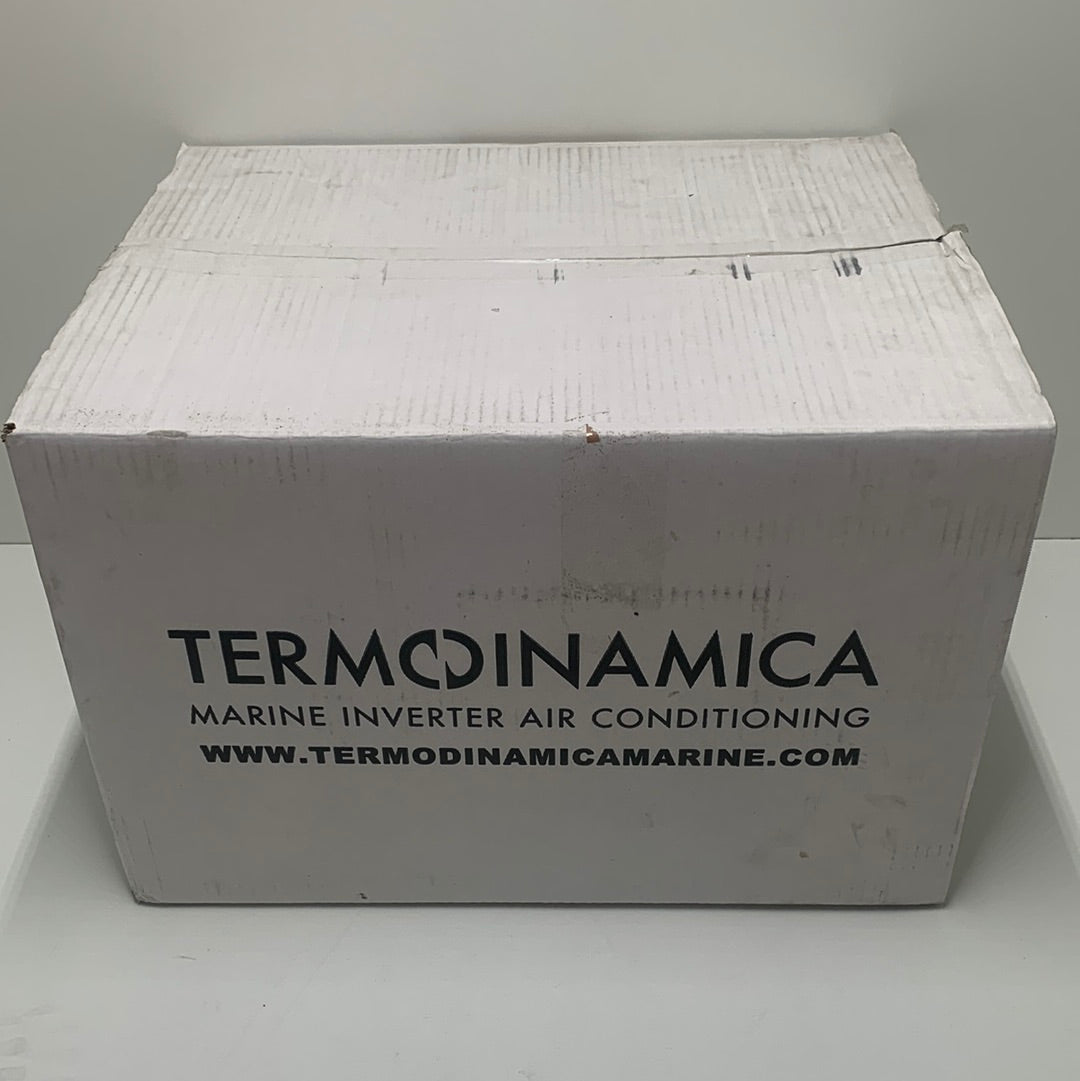 TERMODINAMICA
MARINE INVERTER AIR CONDITIONING
WWW.TERMODINAMICAMARINE.COM